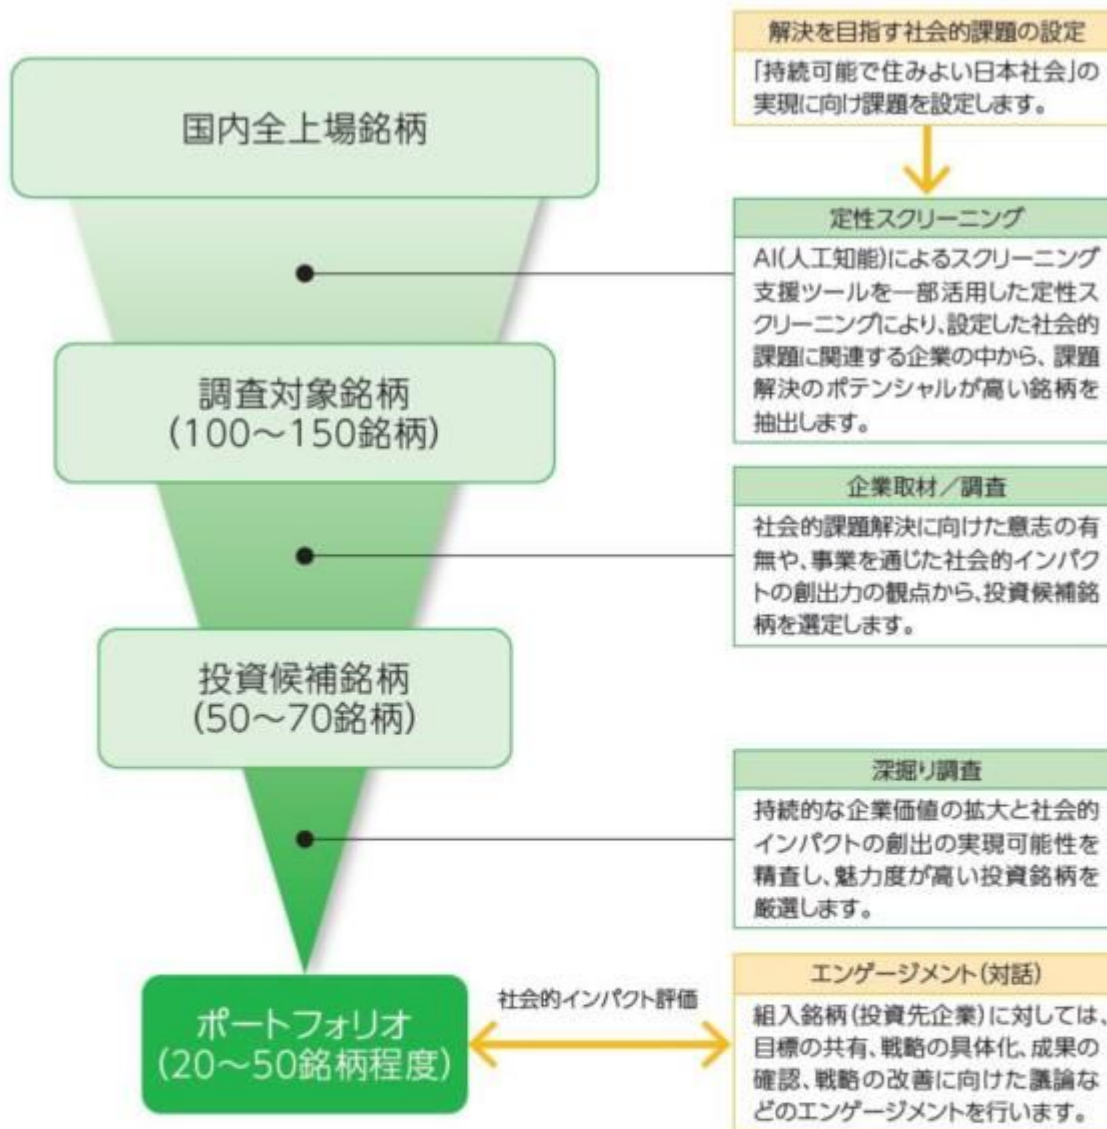 国内全上場銘柄
調査対象銘柄
(100～150銘柄)
投資候補銘柄
(50～70銘柄)
ポートフォリオ
(20～50銘柄程度)
社会的インパクト評価
解決を目指す社会的課題の設定
「持続可能で住みよい日本社会」の
実現に向け課題を設定します。
定性スクリーニング
AI(人工知能)によるスクリーニング
支援ツールを一部活用した定性ス
クリーニングにより、設定した社会的
課題に関連する企業の中から、課題
解決のポテンシャルが高い銘柄を
抽出します。
企業取材／調査
社会的課題解決に向けた意志の有
無や、事業を通じた社会的インパク
トの創出力の観点から、投資候補銘
柄を選定します。
深掘り調査
持続的な企業価値の拡大と社会的
インパクトの創出の実現可能性を
精査し、魅力度が高い投資銘柄を
厳選します。
エンゲージメント(対話)
組入銘柄(投資先企業)に対しては、
目標の共有、戦略の具体化、成果の
確認、戦略の改善に向けた議論な
どのエンゲージメントを行います。